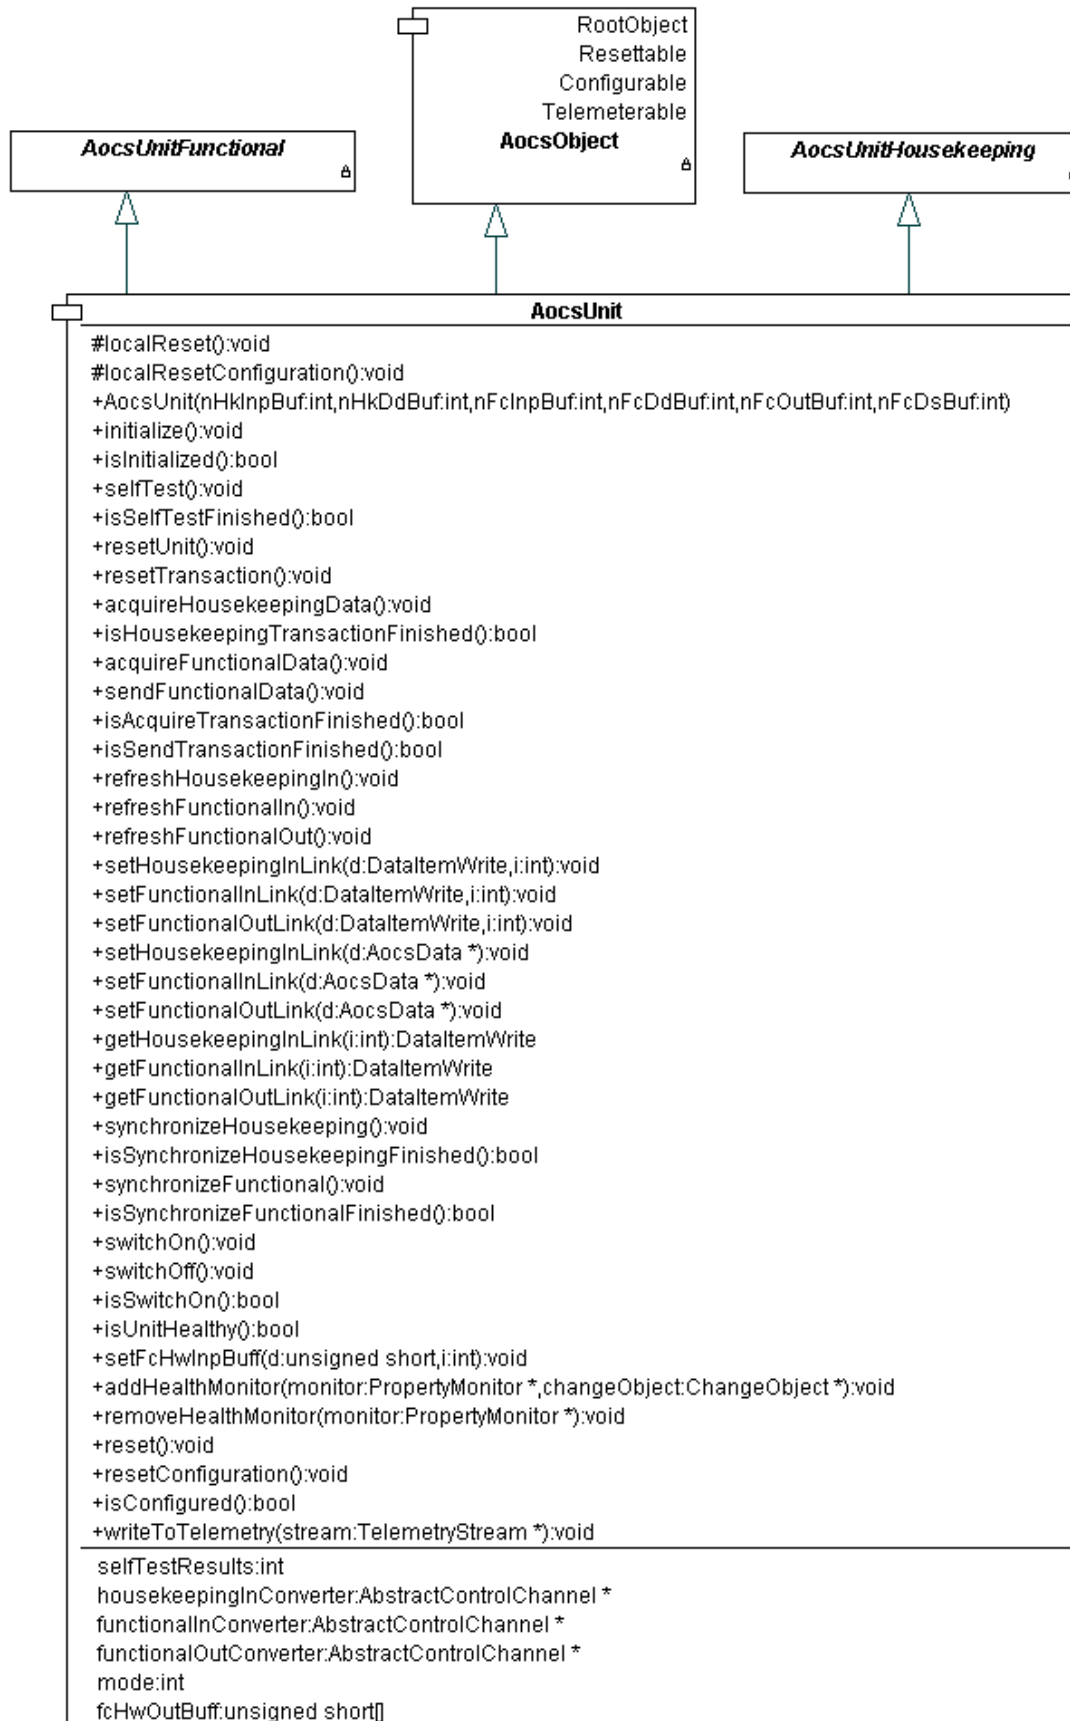 RootObject
Resettable
Configurable
Telemeterable
AocsObject
AocsUnitFunctional
AocsUnitHousekeeping
AocsUnit
#localReset():void
#localResetConfiguration():void
+AocsUnit(nHkInpBuf:int,nHkDdBuf:int,nFcInpBuf:int,nFcDdBuf:int,nFcOutBuf:int,nFcDsBuf:int)
+initialize():void
+isInitialized():bool
+selfTest():void
+isSelfTestFinished():bool
+resetUnit():void
+resetTransaction():void
+acquireHousekeepingData():void
+isHousekeepingTransactionFinished():bool
+acquireFunctionalData():void
+sendFunctionalData():void
+isAcquireTransactionFinished():bool
+isSendTransactionFinished():bool
+refreshHousekeepingIn():void
+refreshFunctionalIn():void
+refreshFunctionalOut():void
+setHousekeepingInLink(d:DataItemWrite,i:int):void
+setFunctionalInLink(d:DataItemWrite,i:int):void
+setFunctionalOutLink(d:DataItemWrite,i:int):void
+setHousekeepingInLink(d:AocsData *):void
+setFunctionalInLink(d:AocsData *):void
+setFunctionalOutLink(d:AocsData *):void
+getHousekeepingInLink(i:int):DataItemWrite
+getFunctionalInLink(i:int):DataItemWrite
+getFunctionalOutLink(i:int):DataItemWrite
+synchronizeHousekeeping():void
+isSynchronizeHousekeepingFinished():bool
+synchronizeFunctional():void
+isSynchronizeFunctionalFinished():bool
+switchOn():void
+switchOff():void
+isSwitchOn():bool
+isUnitHealthy():bool
+setFcHwInpBuff(d:unsigned short,i:int):void
+addHealthMonitor(monitor:PropertyMonitor *,changeObject:ChangeObject *):void
+removeHealthMonitor(monitor:PropertyMonitor *):void
+reset():void
+resetConfiguration():void
+isConfigured():bool
+writeToTelemetry(stream:TelemetryStream *):void
selfTestResults:int
housekeepingInConverter:AbstractControlChannel *
functionalInConverter:AbstractControlChannel *
functionalOutConverter:AbstractControlChannel *
mode:int
fcHwOutBuff:unsigned short[]